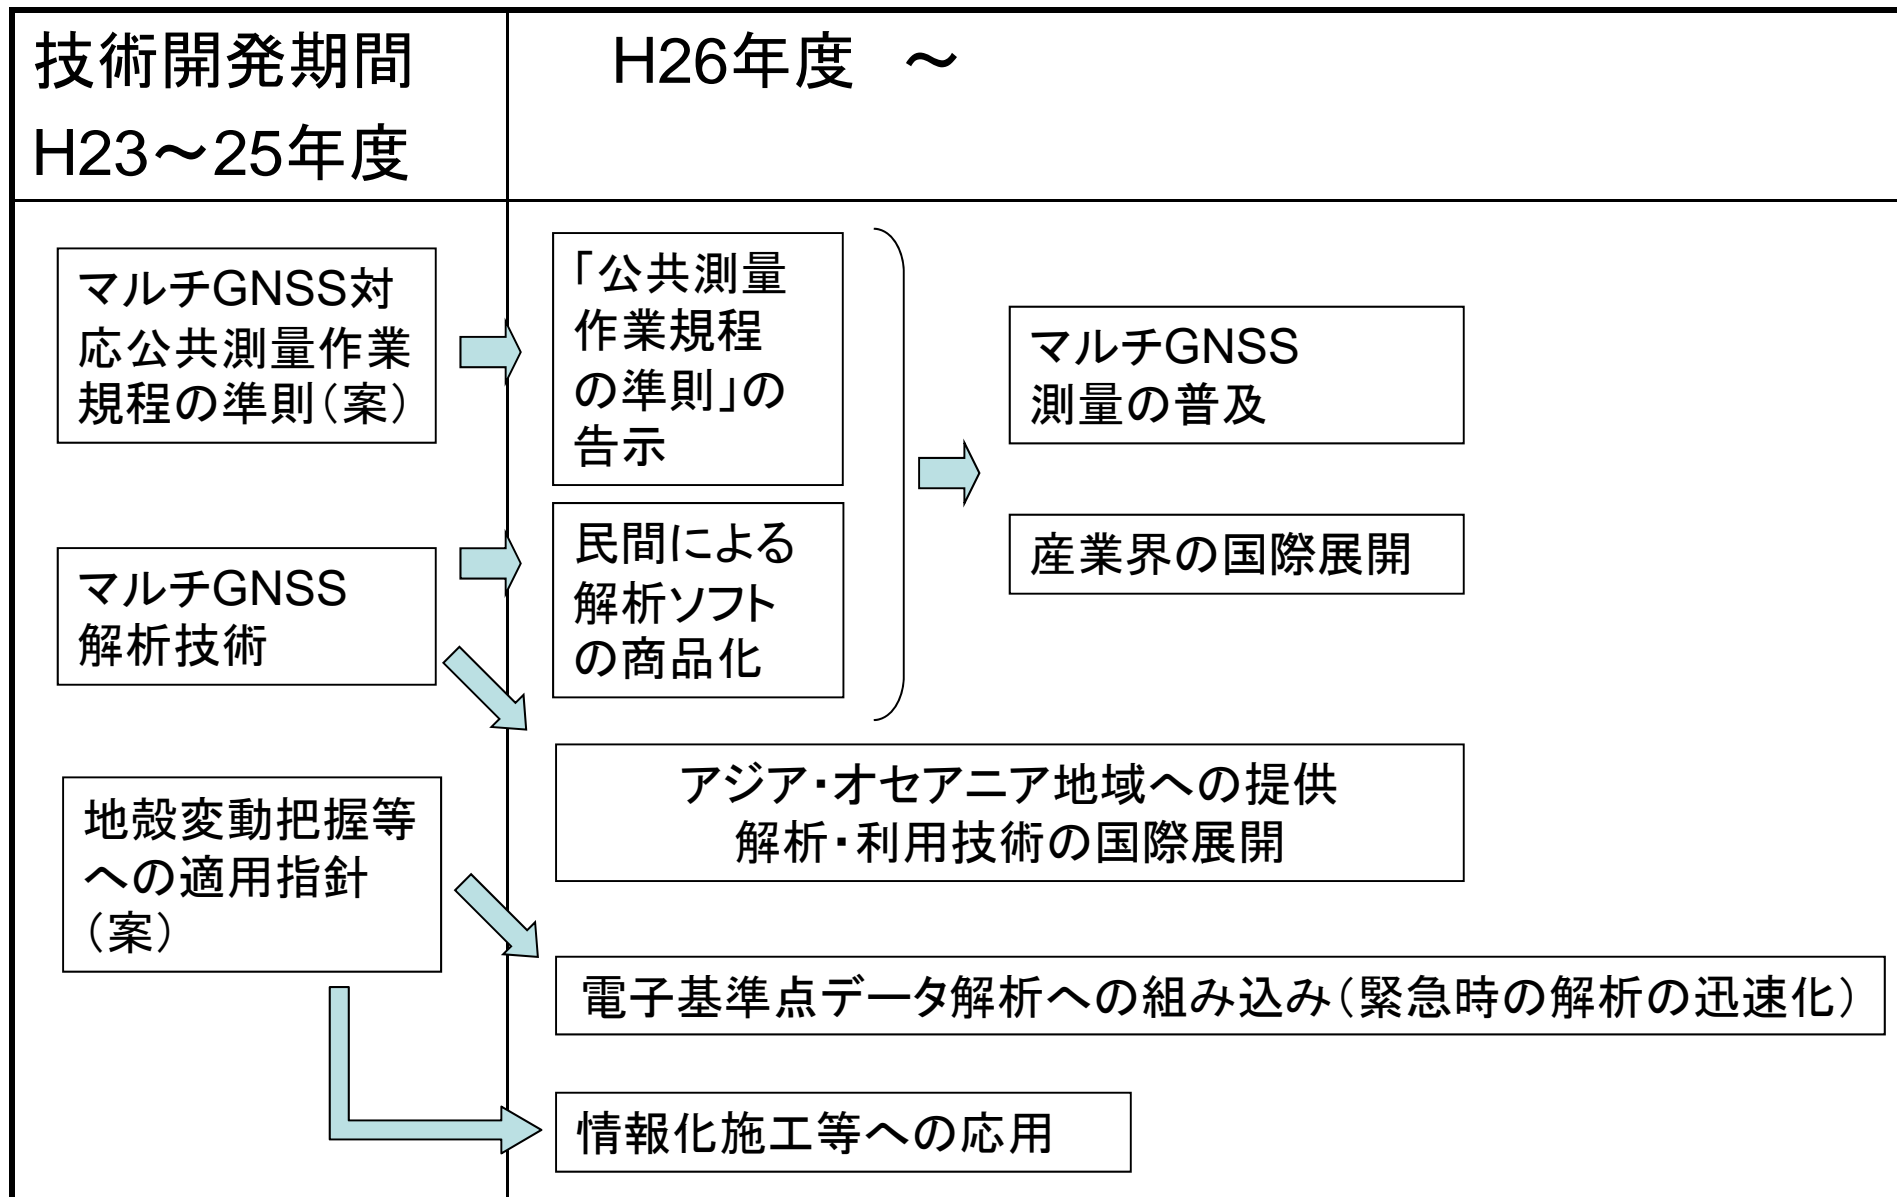 技術開発期間
H23～25年度
H26年度　～
マルチGNSS対
応公共測量作業
規程の準則（案）
「公共測量
作業規程
の準則」の
告示
マルチGNSS
測量の普及
マルチGNSS
解析技術
民間による
解析ソフト
の商品化
産業界の国際展開
アジア・オセアニア地域への提供
解析・利用技術の国際展開
地殻変動把握等
への適用指針
（案）
電子基準点データ解析への組み込み（緊急時の解析の迅速化）
情報化施工等への応用